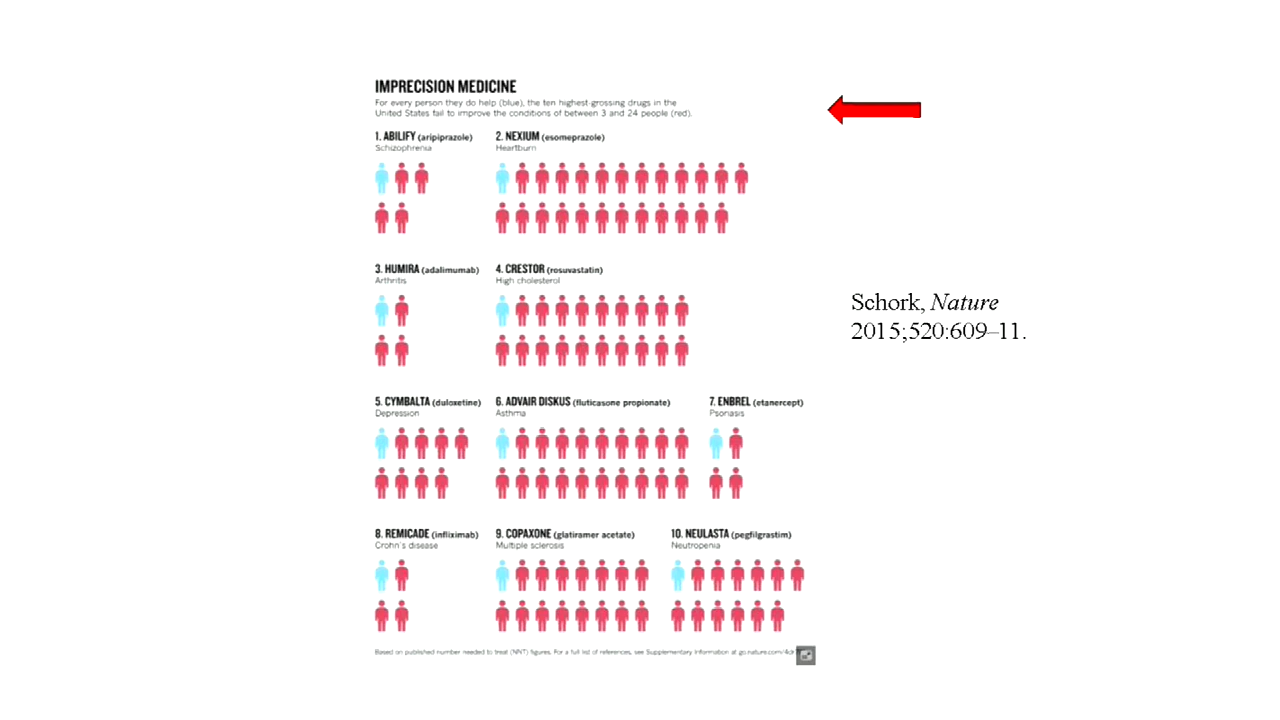 IMPRECISION MEDICINE
For every person they do help (blue), the ten highest-grossing drugs in the
United States fail to improve the conditions of between 3 and 24 people (red).
1. ABILIFY (aripiprazole)
Schizophrenia
2. NEXIUM (esomeprazole)
Heartburn
3. HUMIRA (adalimumab)
Arthritis
4. CRESTOR (rosuvastatin)
High cholesterol
Schork, Nature
2015;520:609–11.
5. CYMBALTA (duloxetine)
Depression
6. ADVAIR DISKUS (fluticasone propionate)
Asthma
7. ENBREL (etanercept)
Psoriasis
8. REMICADE (infliximab)
Crohn's disease
9. COPAXONE (glatiramer acetate)
Multiple sclerosis
10. NEULASTA (pegfilgrastim)
Neutropenia
Based on published number needed to treat (NNT) figures. For a full list of references, see Supplementary Information at